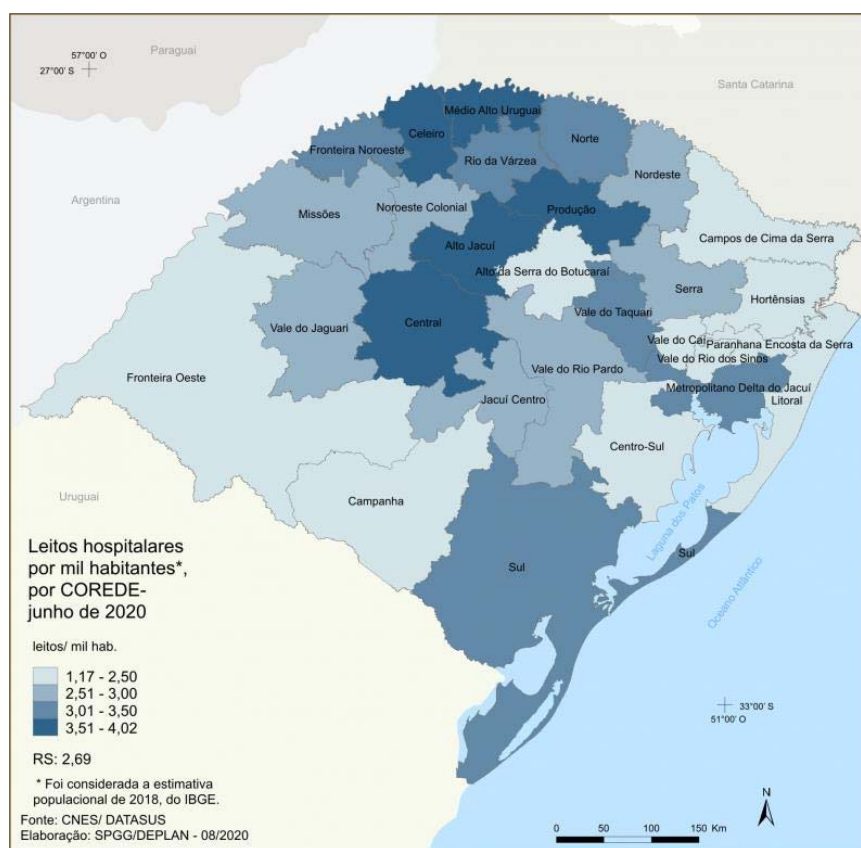 Paraguai
57°00' O
27°00' S
Santa Catarina
Argentina
Uruguai
Médio Alto Uruguai
Celeiro
Norte
Fronteira Noroeste
Rio da Várzea
Nordeste
Missões
Noroeste Colonial
Produção
Campos de Cima da Serra
Alto Jacuí
Alto da Serra do Botucaraí
Serra
Hortênsias
Vale do Jaguari
Central
Vale do Taquari
Vale do Caí
Paranhana Encosta da Serra
Vale do Rio dos Sinos
Fronteira Oeste
Vale do Rio Pardo
Metropolitano Delta do Jacuí
Jacuí Centro
Litoral
Centro-Sul
Campanha
Laguna dos Patos
Sul
Sul
Oceano Atlântico
Leitos hospitalares
por mil habitantes*,
por COREDE-
junho de 2020
leitos/ mil hab.
1,17 - 2,50
2,51 - 3,00
3,01 - 3,50
3,51 - 4,02
RS: 2,69
* Foi considerada a estimativa
populacional de 2018, do IBGE.
Fonte: CNES/ DATASUS
Elaboração: SPGG/DEPLAN - 08/2020
33°00' S
51°00' O
N
0 50 100 150 Km